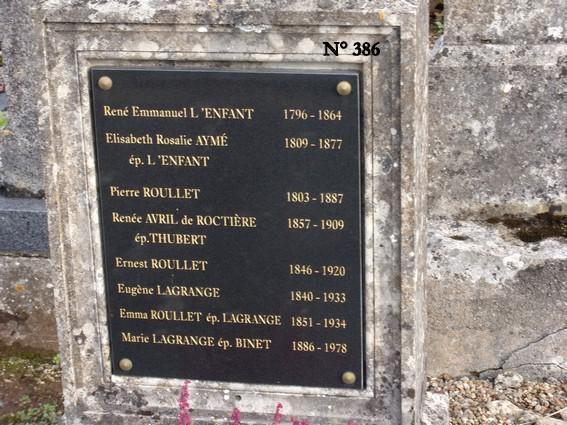 N° 386
René Emmanuel L 'ENFANT 1796 - 1864
Elisabeth Rosalie AYMÉ 1809 - 1877
ép. L 'ENFANT
Pierre ROULLET 1803 - 1887
Renée AVRIL de ROCTIÈRE 1857 - 1909
ép.THUBERT
Ernest ROULLET 1846 - 1920
Eugène LAGRANGE 1840 - 1933
Emma ROULLET ép. LAGRANGE 1851 - 1934
Marie LAGRANGE ép. BINET 1886 - 1978